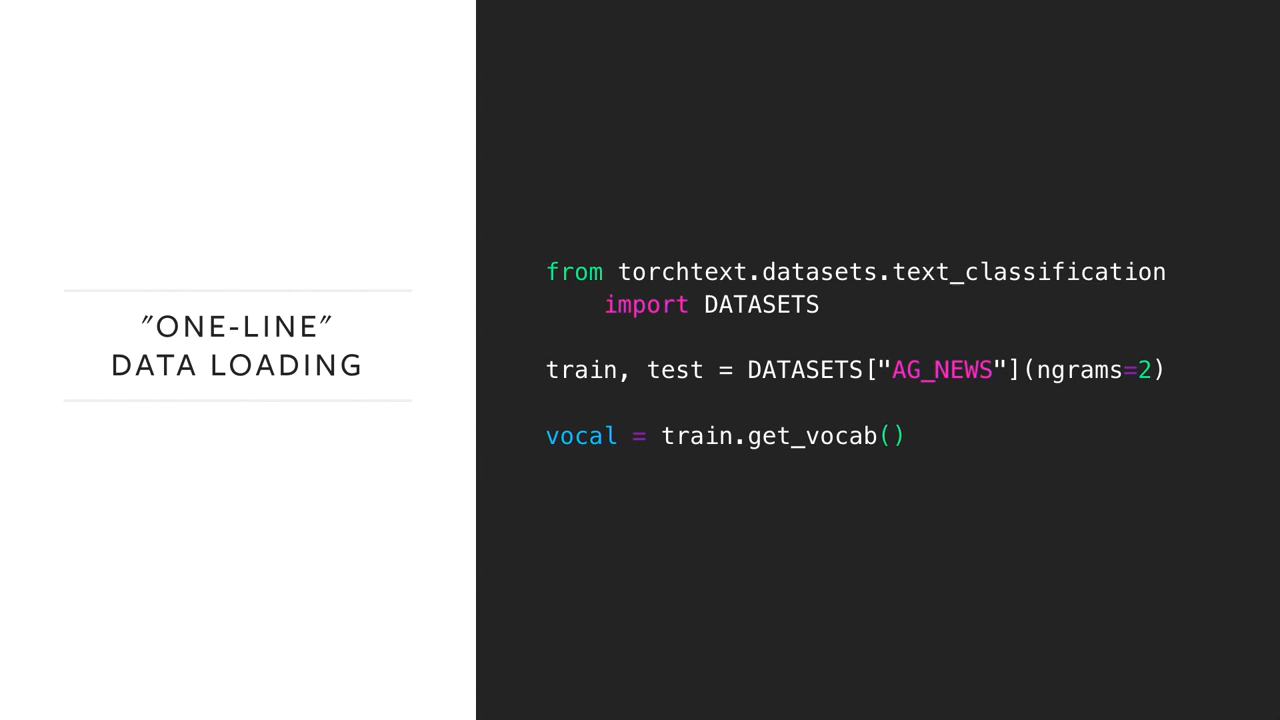 "ONE-LINE"
DATA LOADING
from torchtext.datasets.text_classification
    import DATASETS
train, test = DATASETS["AG_NEWS"](ngrams=2)
vocal = train.get_vocab()